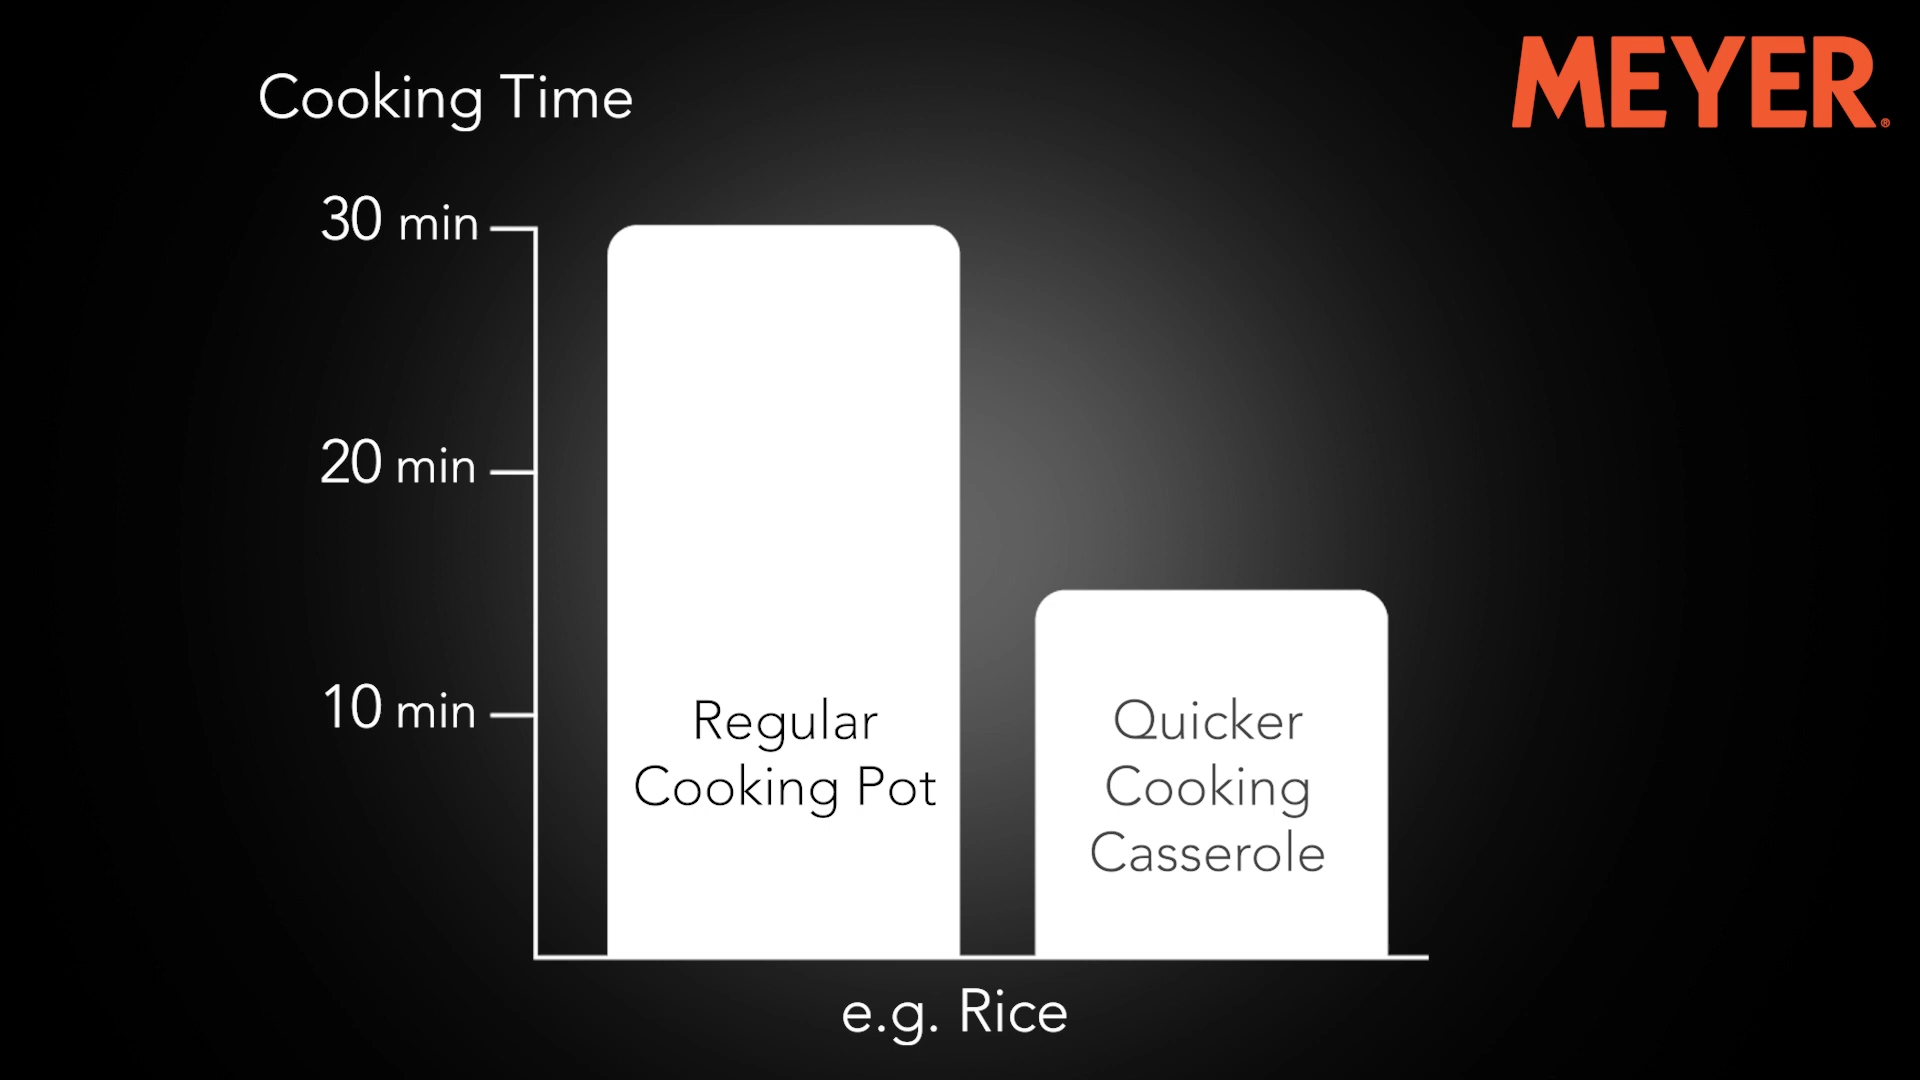 Cooking Time
MEYER®
30 min
20 min
10 min
Regular
Cooking Pot
Quicker
Cooking
Casserole
e.g. Rice